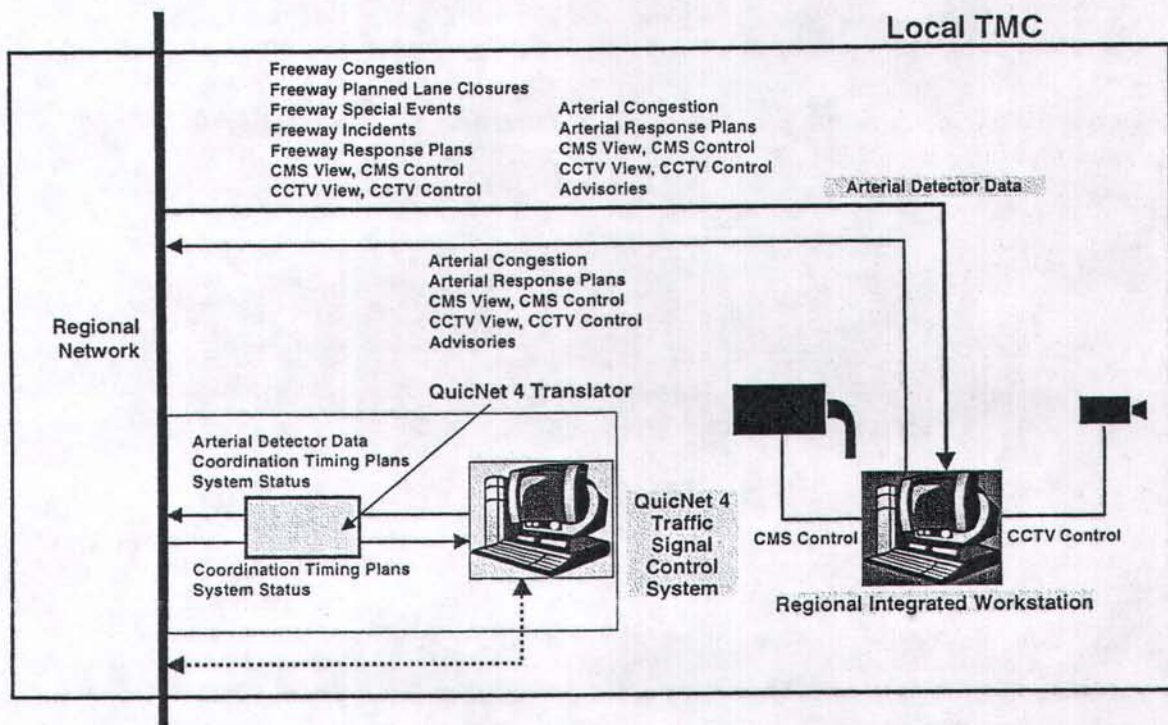 Local TMC
Freeway Congestion
Freeway Planned Lane Closures
Freeway Special Events
Freeway Incidents
Freeway Response Plans
CMS View, CMS Control
CCTV View, CCTV Control
Arterial Congestion
Arterial Response Plans
CMS View, CMS Control
CCTV View, CCTV Control
Advisories
Arterial Detector Data
Arterial Congestion
Arterial Response Plans
CMS View, CMS Control
CCTV View, CCTV Control
Advisories
Regional
Network
QuicNet 4 Translator
Arterial Detector Data
Coordination Timing Plans
System Status
Coordination Timing Plans
System Status
QuicNet 4
Traffic
Signal
Control
System
CMS Control
CCTV Control
Regional Integrated Workstation